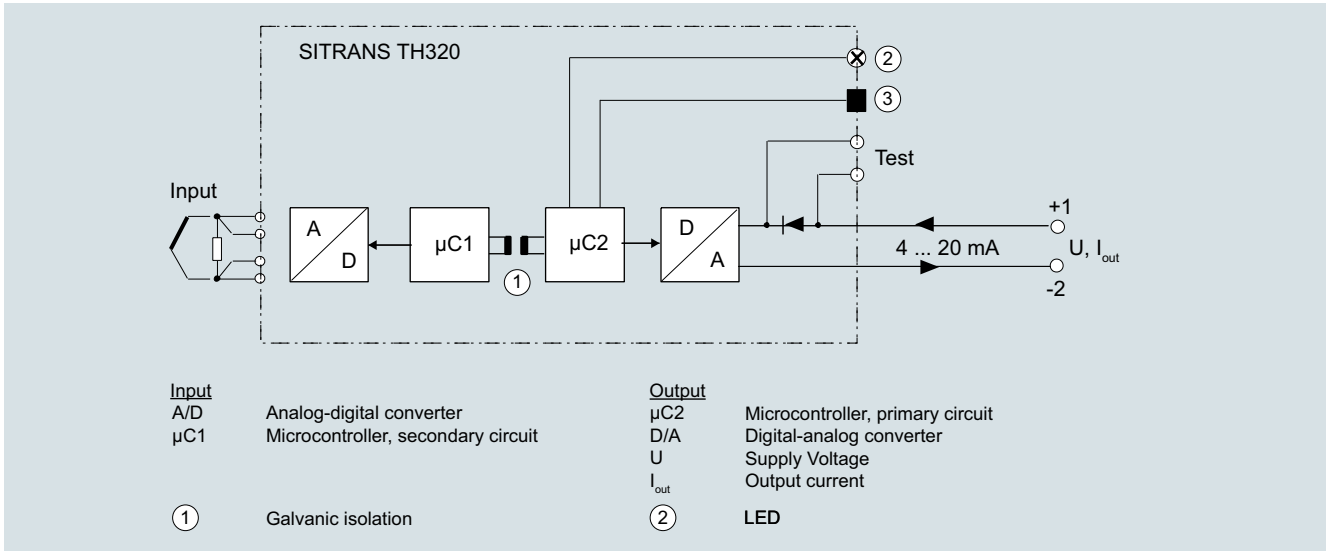 SITRANS TH320
2
3
Test
Input
A
D
µC1
µC2
D
A
1
+1
4 ... 20 mA
U, Iout
-2
Input
A/D Analog-digital converter
µC1 Microcontroller, secondary circuit
1 Galvanic isolation
Output
µC2 Microcontroller, primary circuit
D/A Digital-analog converter
U Supply Voltage
Iout Output current
2 LED